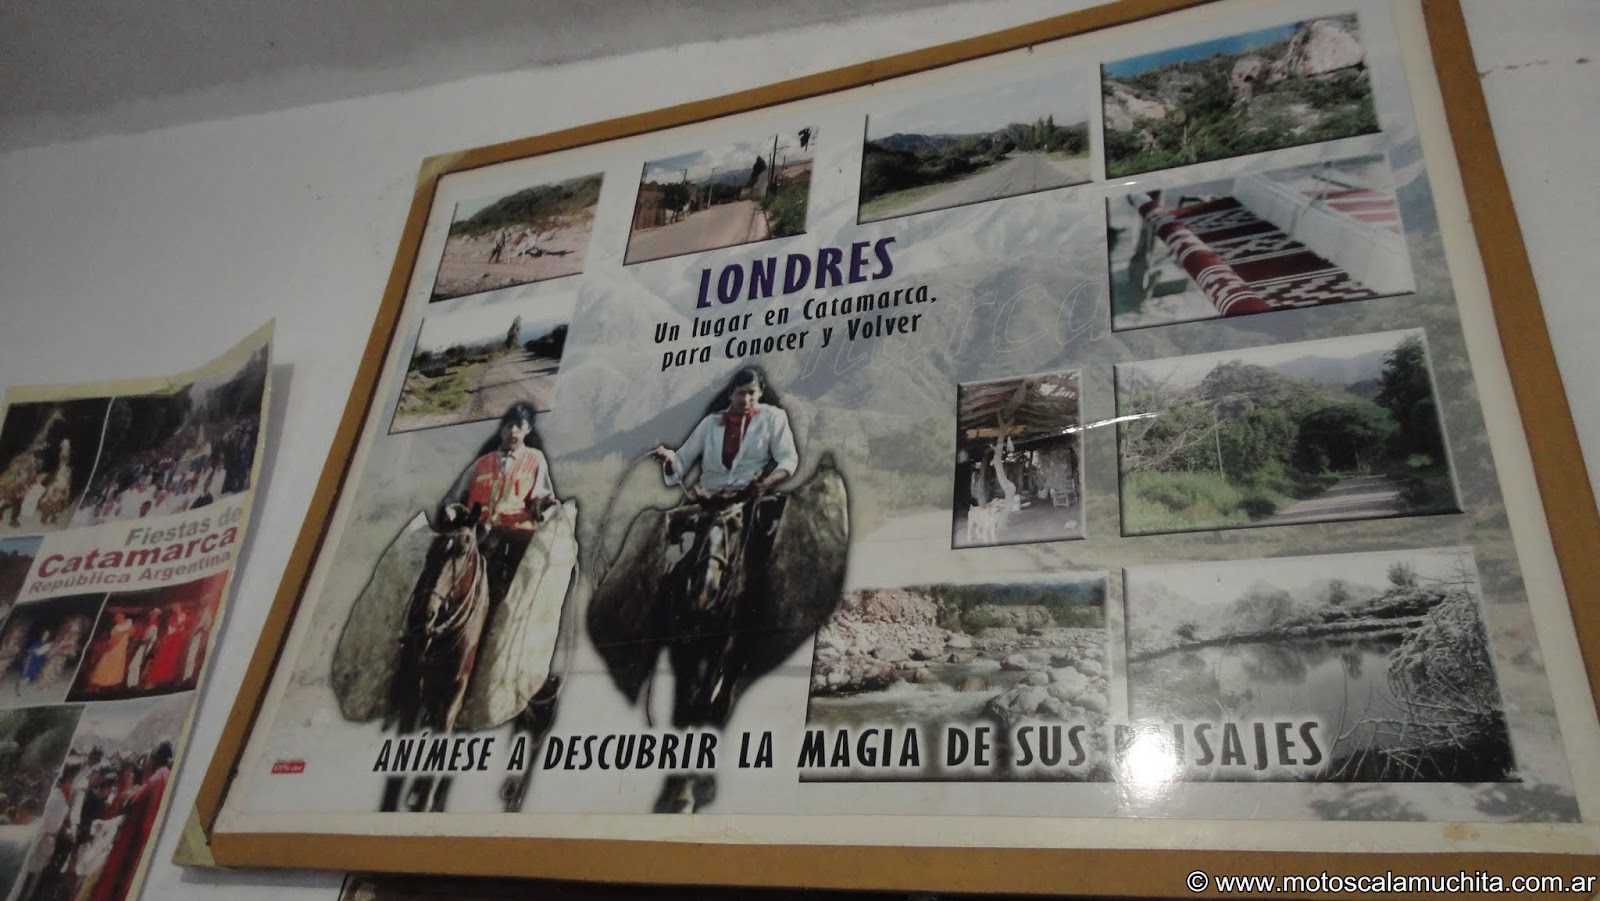 LONDRES
Un lugar en Catamarca,
para Conocer y Volver
ANÍMESE A DESCUBRIR LA MAGIA DE SUS PAISAJES
Fiestas de
Catamarca
República Argentina
© www.motoscalamuchita.com.ar